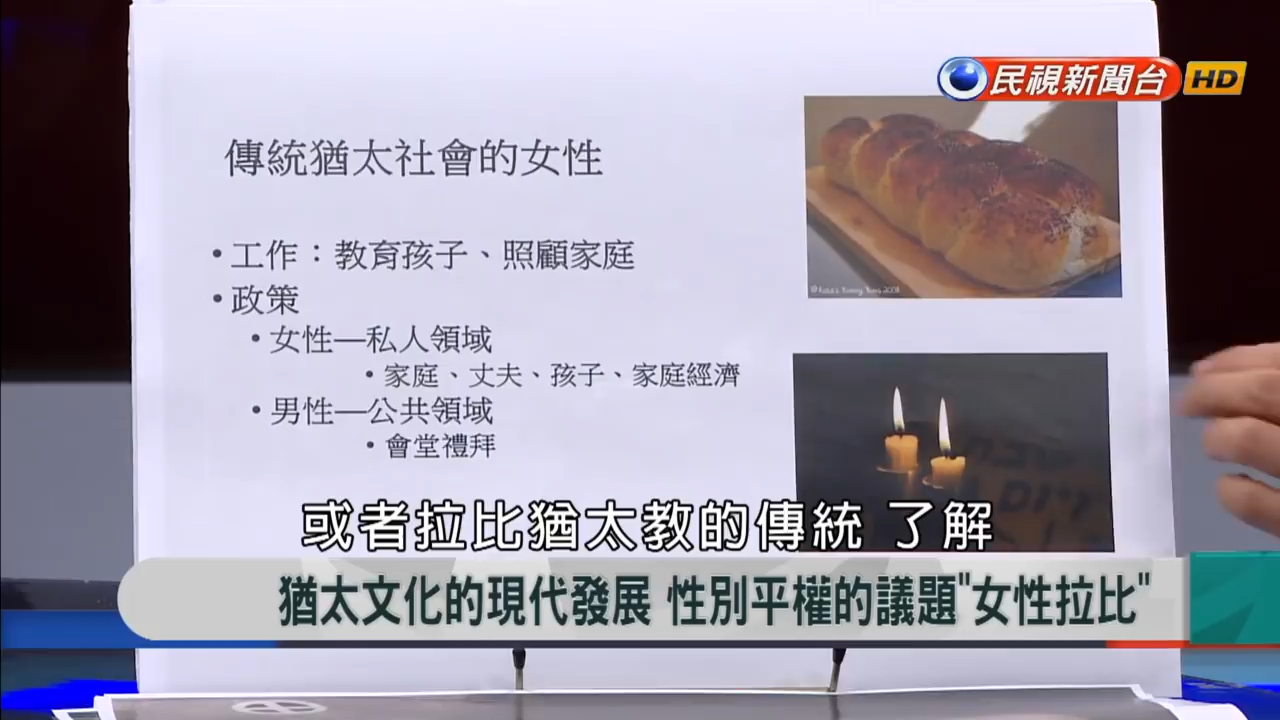 民視新聞台 HD
傳統猶太社會的女性
•工作：教育孩子、照顧家庭
•政策
•女性—私人領域
•家庭、丈夫、孩子、家庭經濟
•男性—公共領域
•會堂禮拜
或者拉比猶太教的傳統 了解
猶太文化的現代發展 性別平權的議題"女性拉比"